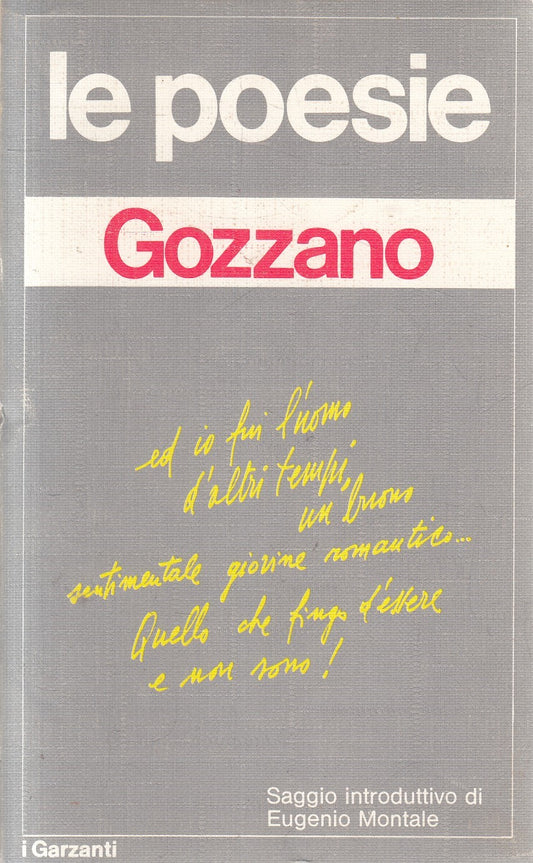 le poesie
Gozzano
ed io fui l'uomo
d'altri tempi,
un buono
sentimentale giovine romantico...
Quello che fingo d'essere
e non sono!
Saggio introduttivo di
Eugenio Montale
i Garzanti